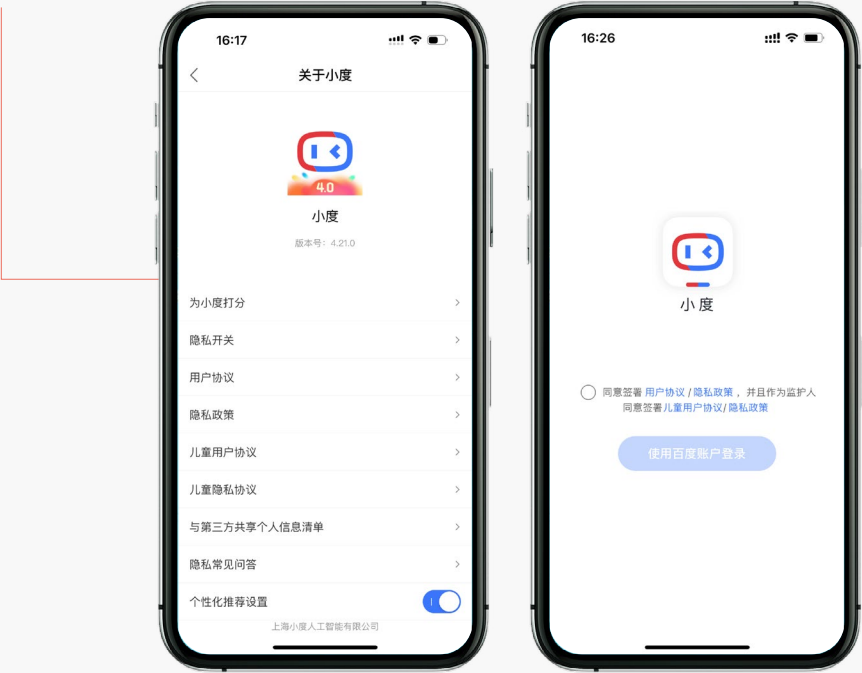 16:17
关于小度
4.0
小度
版本号：4.21.0
为小度打分
隐私开关
用户协议
隐私政策
儿童用户协议
儿童隐私协议
与第三方共享个人信息清单
隐私常见问答
个性化推荐设置
上海小度人工智能有限公司
16:26
小度
同意签署 用户协议 / 隐私政策 ，并且作为监护人
同意签署儿童用户协议/ 隐私政策
使用百度账户登录